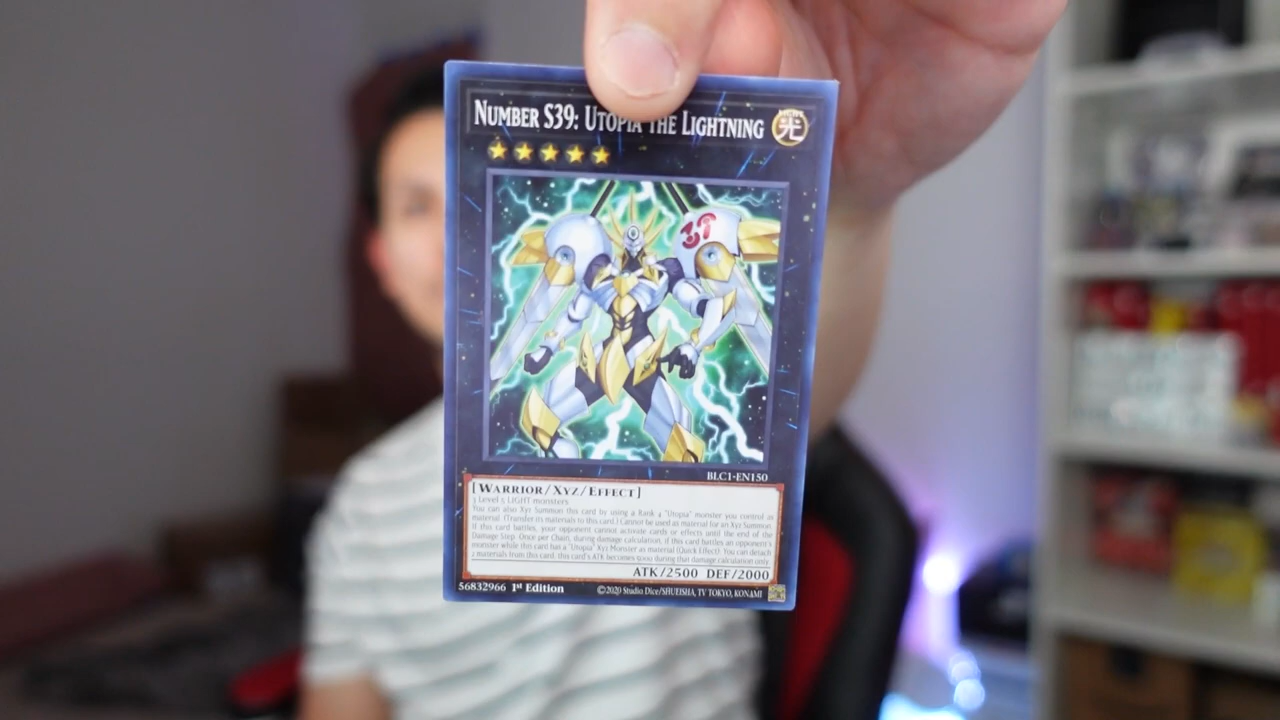 NUMBER S39: UTOPIA THE LIGHTNING
LIGHT
光
39
BLC1-EN150
[WARRIOR/XYZ/EFFECT]
3 Level 5 LIGHT monsters
You can also Xyz Summon this card by using a Rank 4 "Utopia" monster you control as
material. (Transfer its materials to this card.) Cannot be used as material for an Xyz Summon.
If this card battles, your opponent cannot activate cards or effects until the end of the
Damage Step. Once per Chain, during damage calculation, if this card battles an opponent's
monster while this card has a "Utopia" Xyz Monster as material (Quick Effect): You can detach
2 materials from this card; this card's ATK becomes 5000 during that damage calculation only.
ATK/2500 DEF/2000
56832966 1st Edition ©2020 Studio Dice/SHUEISHA, TV TOKYO, KONAMI